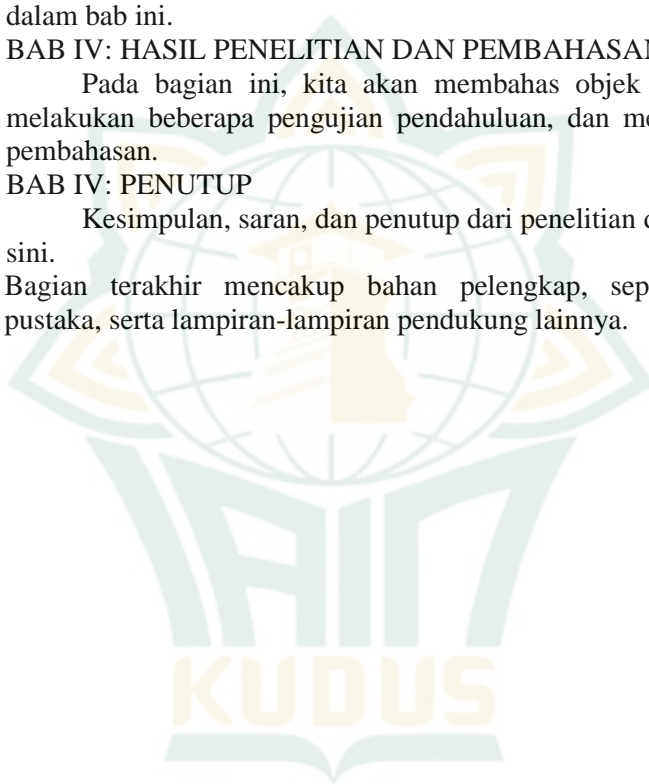 dalam bab ini.
BAB IV: HASIL PENELITIAN DAN PEMBAHASAN
Pada bagian ini, kita akan membahas objek
melakukan beberapa pengujian pendahuluan, dan
pembahasan.
BAB IV: PENUTUP
Kesimpulan, saran, dan penutup dari penelitian
sini.
Bagian terakhir mencakup bahan pelengkap,
pustaka, serta lampiran-lampiran pendukung lainnya.
IAIN
KUDUS